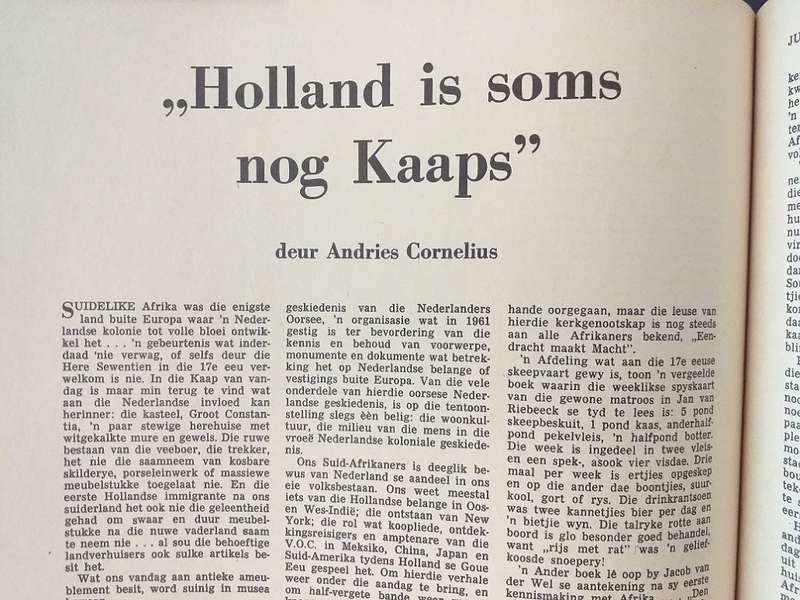 „Holland is soms
nog Kaaps”
deur Andries Cornelius
SUIDELIKE Afrika was die enigste
land buite Europa waar 'n Neder-
landse kolonie tot volle bloei ontwik-
kel het . . . 'n gebeurtenis wat inder-
daad 'nie verwag, of selfs deur die
Here Sewentien in die 17e eeu ver-
welkom is nie. In die Kaap van van-
dag is maar min terug te vind wat
aan die Nederlandse invloed kan
herinner: die kasteel, Groot Constan-
tia, 'n paar stewige herehuise met
witgekalkte mure en gewels. Die ruwe
bestaan van die veeboer, die trekker,
het nie die saamneem van kosbare
skilderye, porseleinwerk of massiewe
meubelstukke toegelaat nie. En die
eerste Hollandse immigrante na ons
suiderland het ook nie die geleentheid
gehad om swaar en duur meubel-
stukke na die nuwe vaderland saam
te neem nie . . . al sou die behoeftige
landverhuisers ook sulke artikels be-
sit het.
Wat ons vandag aan antieke ameu-
blement besit, word suinig in musea
geskiedenis van die Nederlanders
Oorsee, 'n organisasie wat in 1961
gestig is ter bevordering van die
kennis en behoud van voorwerpe,
monumente en dokumente wat betrek-
king het op Nederlandse belange of
vestigings buite Europa. Van die vele
onderdele van hierdie oorsese Neder-
landse geskiedenis, is op die tentoon-
stelling slegs èèn belig: die woonkul-
tuur, die milieu van die mens in die
vroeë Nederlandse koloniale geskiede-
nis.
Ons Suid-Afrikaners is deeglik be-
wus van Nederland se aandeel in ons
eie volksbestaan. Ons weet meestal
iets van die Hollandse belange in Oos-
en Wes-Indië; die ontstaan van New
York; die rol wat koopliede, ontdek-
kingsreisigers en amptenare van die
V.O.C. in Meksiko, China, Japan en
Suid-Amerika tydens Holland se Goue
Eeu gespeel het. Om hierdie verhale
weer onder die aandag te bring, en
om half-vergete bande weer
hande oorgegaan, maar die leuse van
hierdie kerkgenootskap is nog steeds
aan alle Afrikaners bekend, „Een-
dracht maakt Macht”.
'n Afdeling wat aan die 17e eeuse
skeepvaart gewy is, toon 'n vergeelde
boek waarin die weeklikse spyskaart
van die gewone matroos in Jan van
Riebeeck se tyd te lees is: 5 pond
skeepbeskuit, 1 pond kaas, anderhalf-
pond pekelvleis, 'n halfpond botter.
Die week is ingedeel in twee vleis-
en een spek-, asook vier visdae. Drie
maal per week is ertjies opgeskep
en op die ander dae boontjies, suur-
kool, gort of rys. Die drinkrantsoen
was twee kannetjies bier per dag en
'n bietjie wyn. Die talryke rotte aan
boord is glo besonder goed behandel,
want „rijs met rat” was 'n gelief-
koosde snoepery!
'n Ander boek lê oop by Jacob van
der Wel se aantekening na sy eerste
kennismaking met Afrika „Den